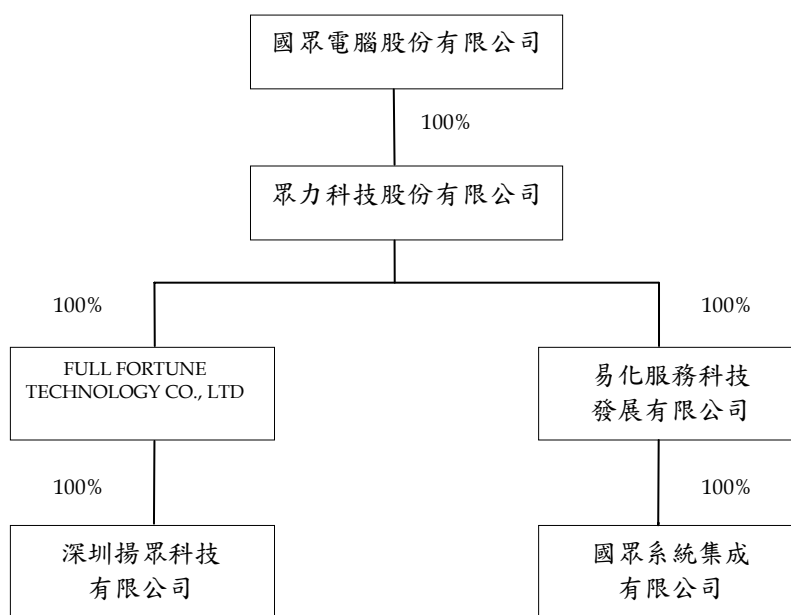 國眾電腦股份有限公司
100%
眾力科技股份有限公司
100%
100%
FULL FORTUNE
TECHNOLOGY CO., LTD
易化服務科技
發展有限公司
100%
100%
深圳揚眾科技
有限公司
國眾系統集成
有限公司